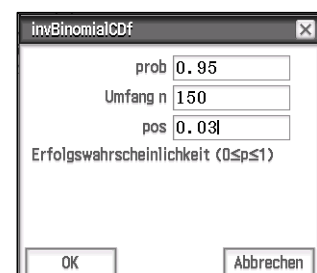 invBinomialCDf
prob 0.95
Umfang n 150
pos 0.03
Erfolgswahrscheinlichkeit (0≤p≤1)
OK Abbrechen